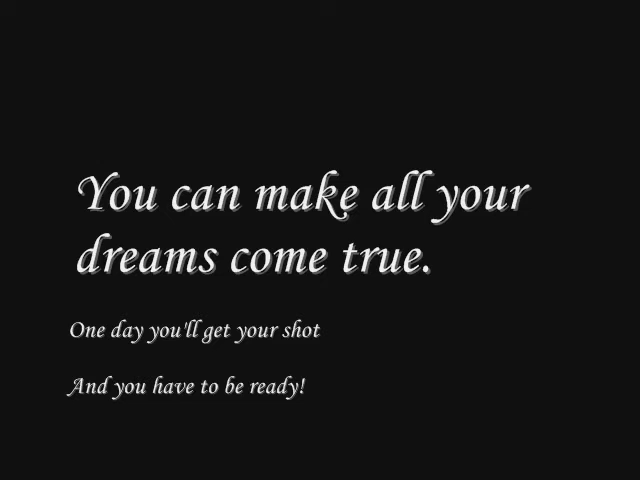 You can make all your
dreams come true.
One day you'll get your shot
And you have to be ready!